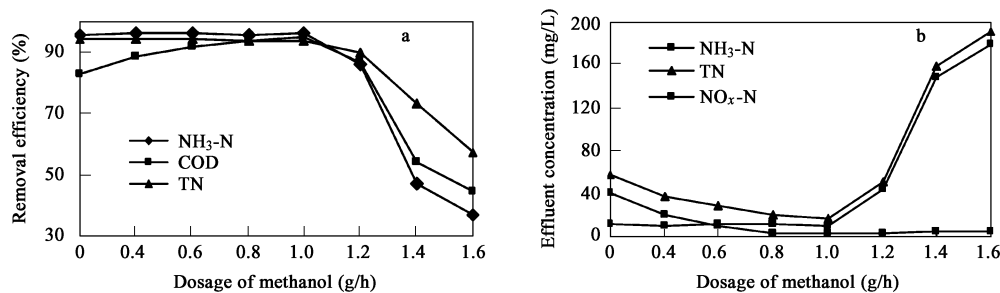 90
70
50
30
Removal efficiency (%)
a
NH3-N
COD
TN
0 0.4 0.6 0.8 1.0 1.2 1.4 1.6
Dosage of methanol (g/h)
200
160
120
80
40
0
Effluent concentration (mg/L)
b
NH3-N
TN
NOx-N
0 0.4 0.6 0.8 1.0 1.2 1.4 1.6
Dosage of methanol (g/h)